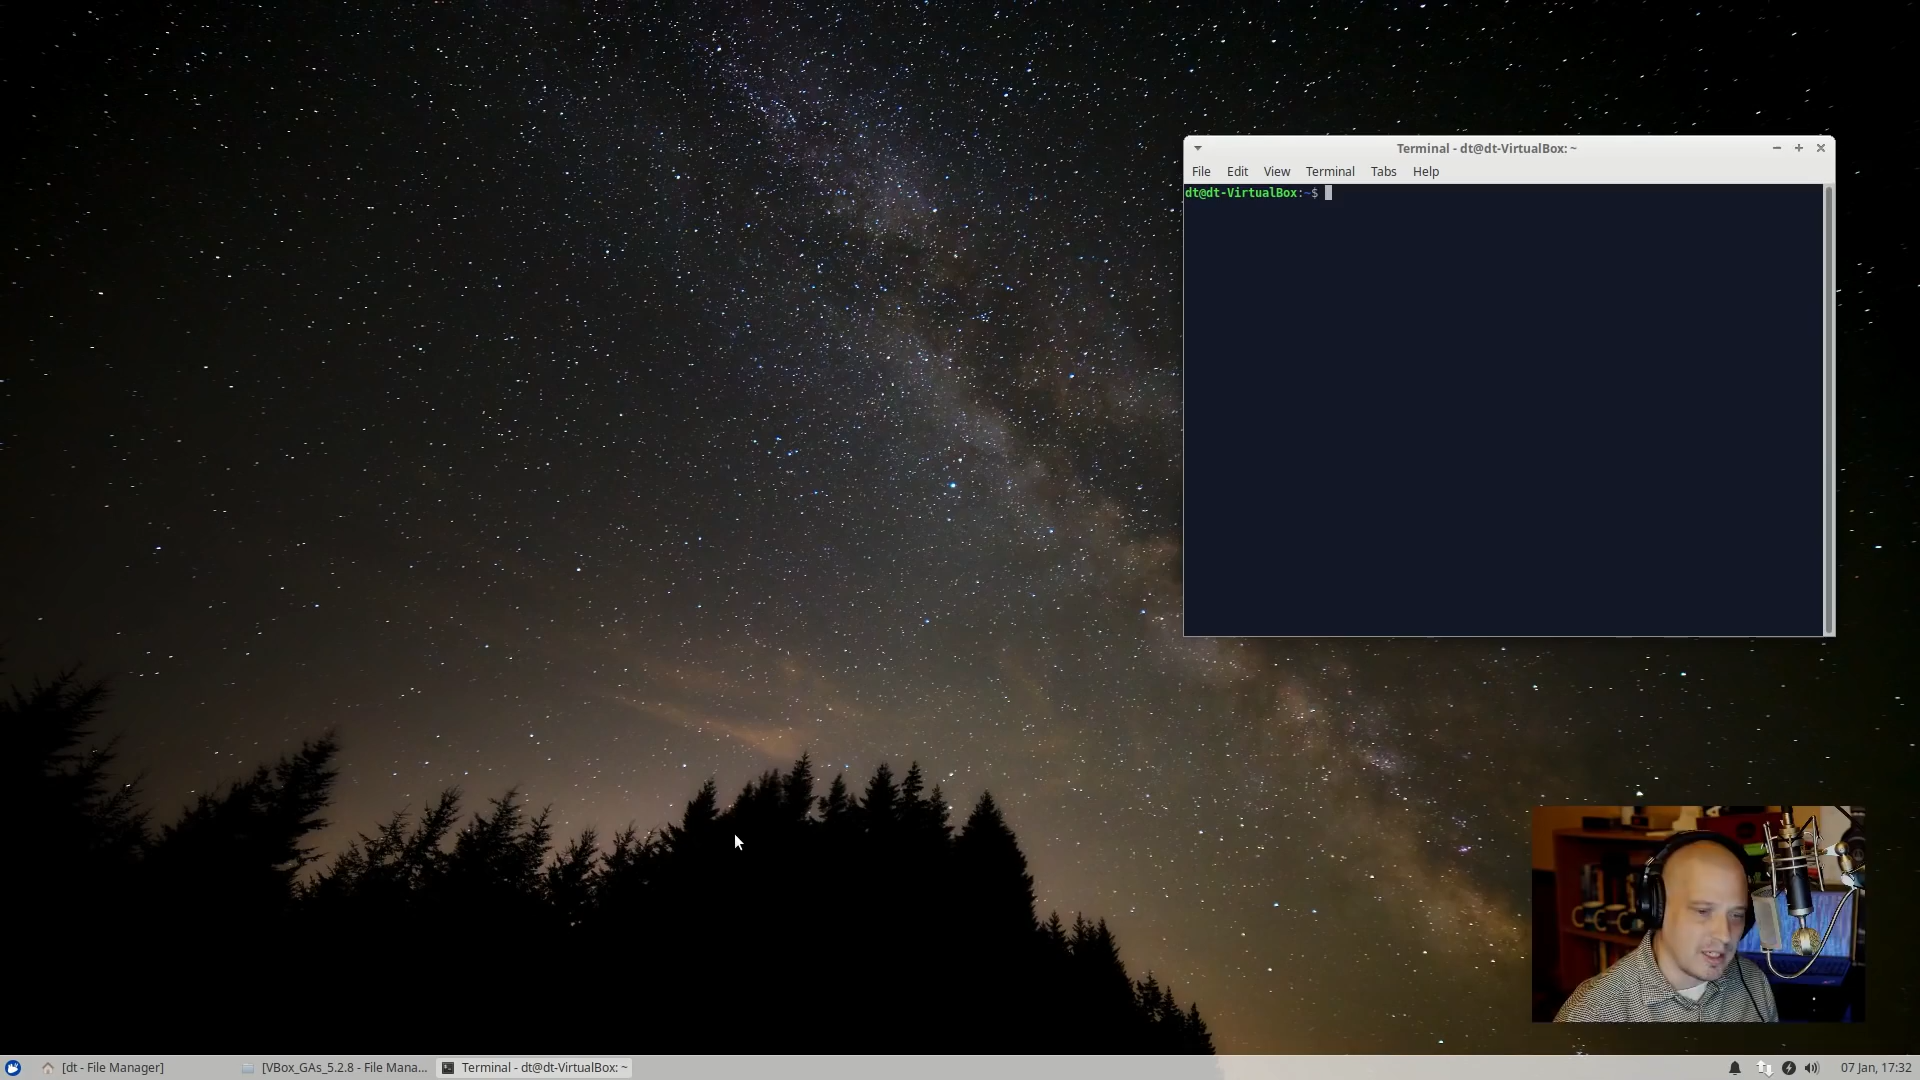 Terminal - dt@dt-VirtualBox: ~
File Edit View Terminal Tabs Help
dt@dt-VirtualBox:~$
[dt - File Manager] [VBox_GAs_5.2.8 - File Mana... Terminal - dt@dt-VirtualBox: ~ 07 Jan, 17:32